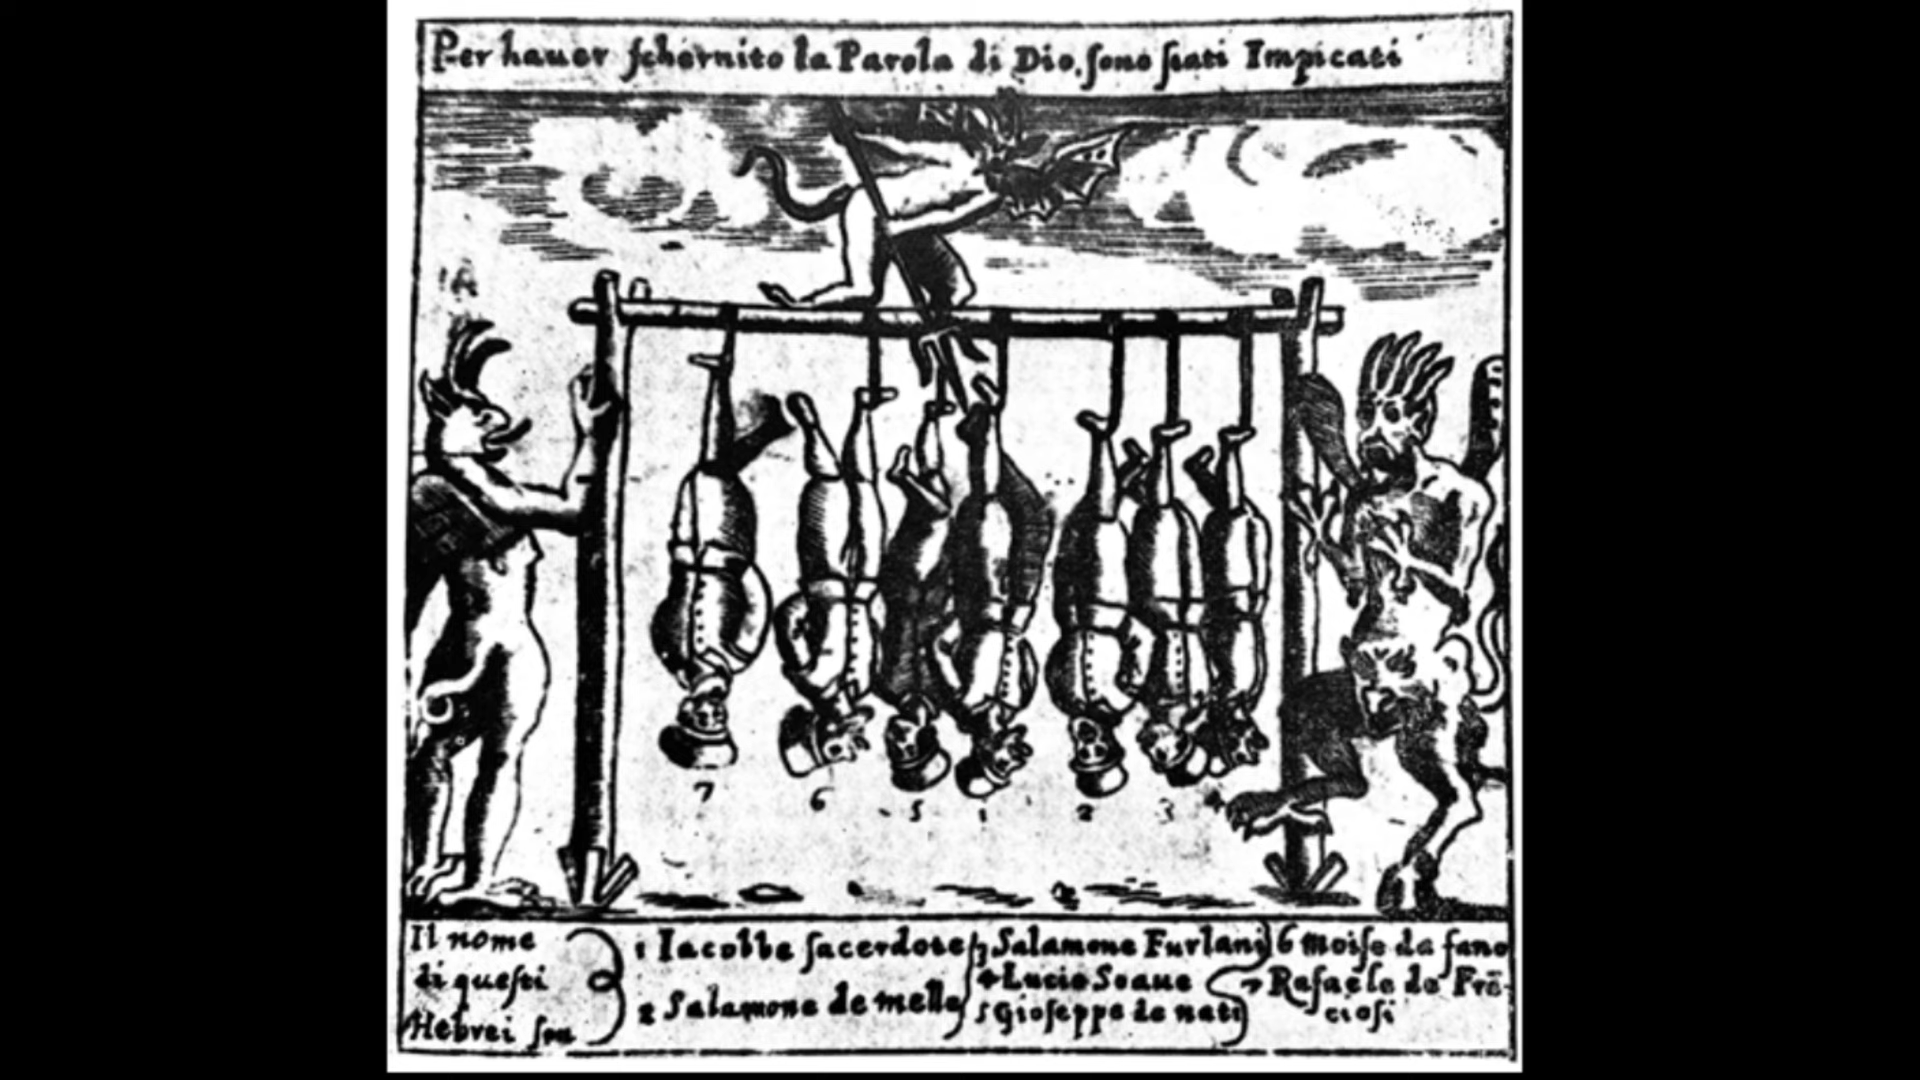 Per hauer ſchernito la Parola di Dio, ſono ſtati Impicati
7 6 5 1 2 3 4
Il nome
di queſti
Hebrei ſon
1 Iacobbe ſacerdote
2 Salamone de melle
3 Salamone Furlani
4 Lucio Soaue
5 Gioſeppe de nati
6 Moiſe da fano
7 Rafaele de Frē-
cioſi